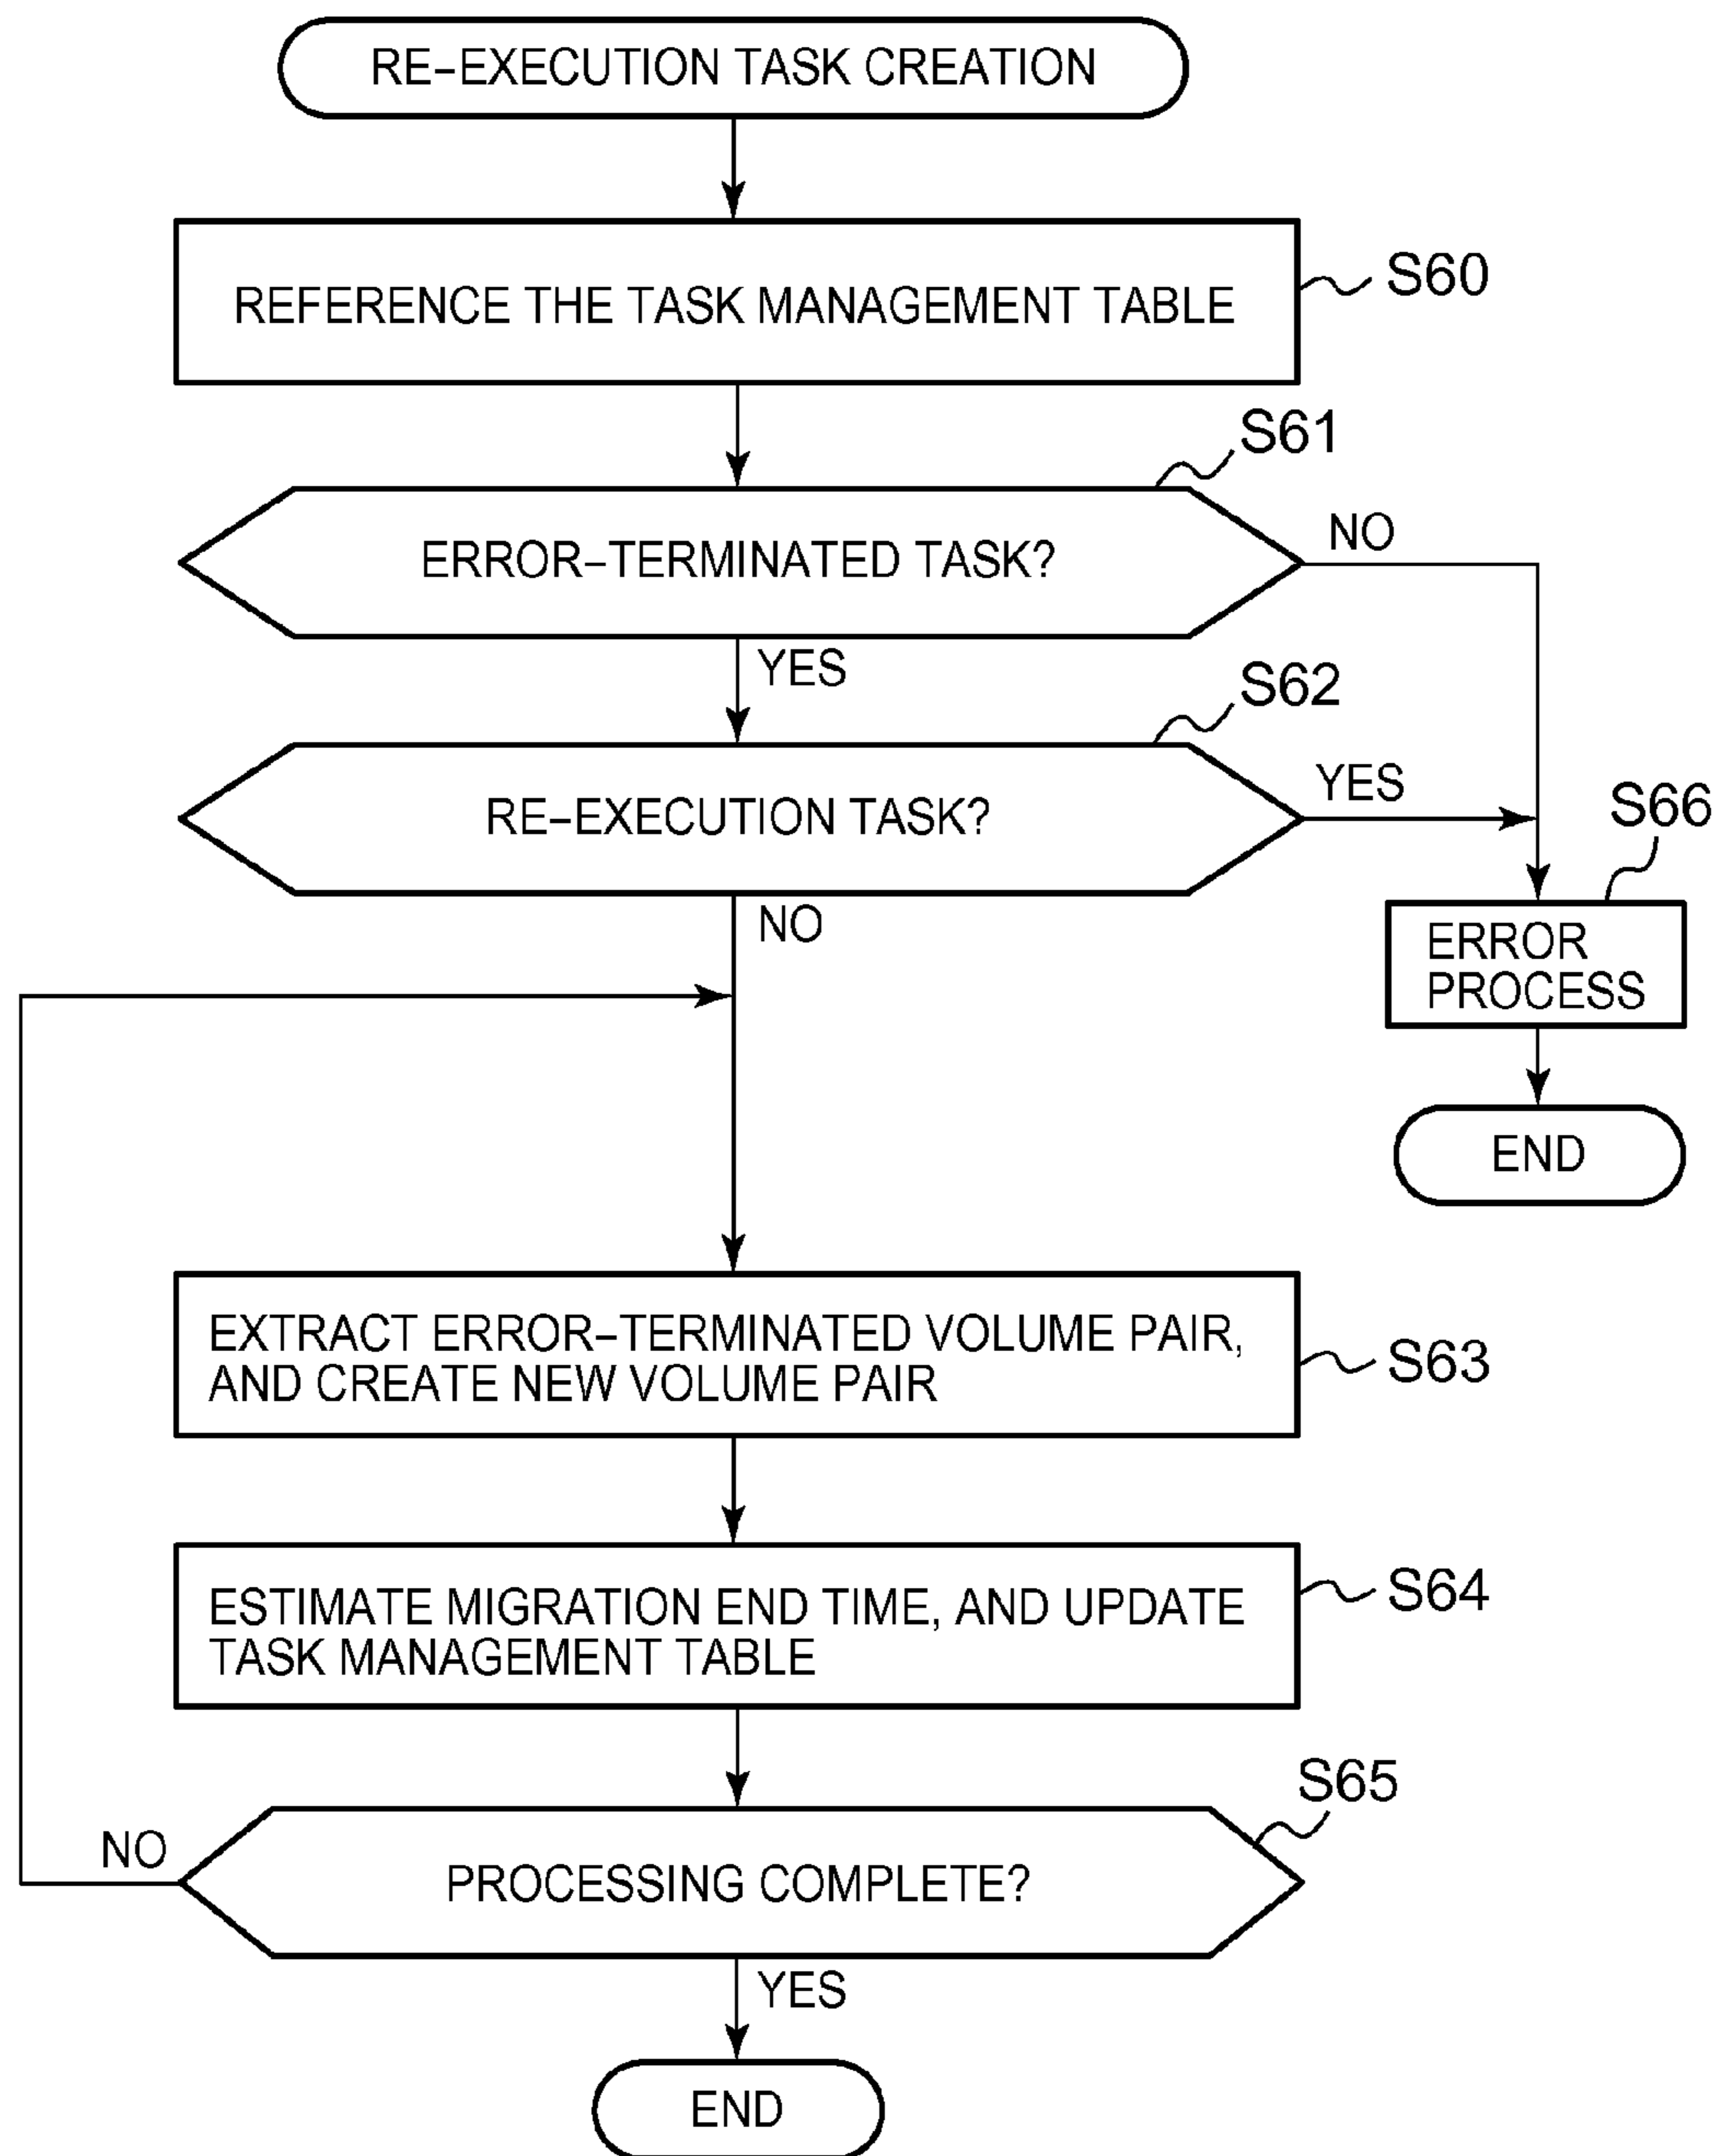 RE-EXECUTION TASK CREATION
REFERENCE THE TASK MANAGEMENT TABLE
S60
S61
ERROR-TERMINATED TASK?
NO
YES
S62
RE-EXECUTION TASK?
YES
S66
NO
ERROR
PROCESS
END
EXTRACT ERROR-TERMINATED VOLUME PAIR,
AND CREATE NEW VOLUME PAIR
S63
ESTIMATE MIGRATION END TIME, AND UPDATE
TASK MANAGEMENT TABLE
S64
S65
NO
PROCESSING COMPLETE?
YES
END